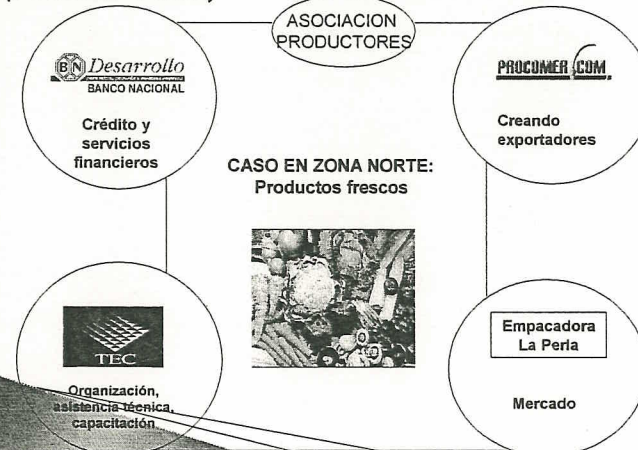 ASOCIACION
PRODUCTORES
BN Desarrollo
BANCO NACIONAL
Crédito y
servicios
financieros
PROCOMER.COM
Creando
exportadores
CASO EN ZONA NORTE:
Productos frescos
TEC
Organización,
asistencia técnica,
capacitación
Empacadora
La Perla
Mercado